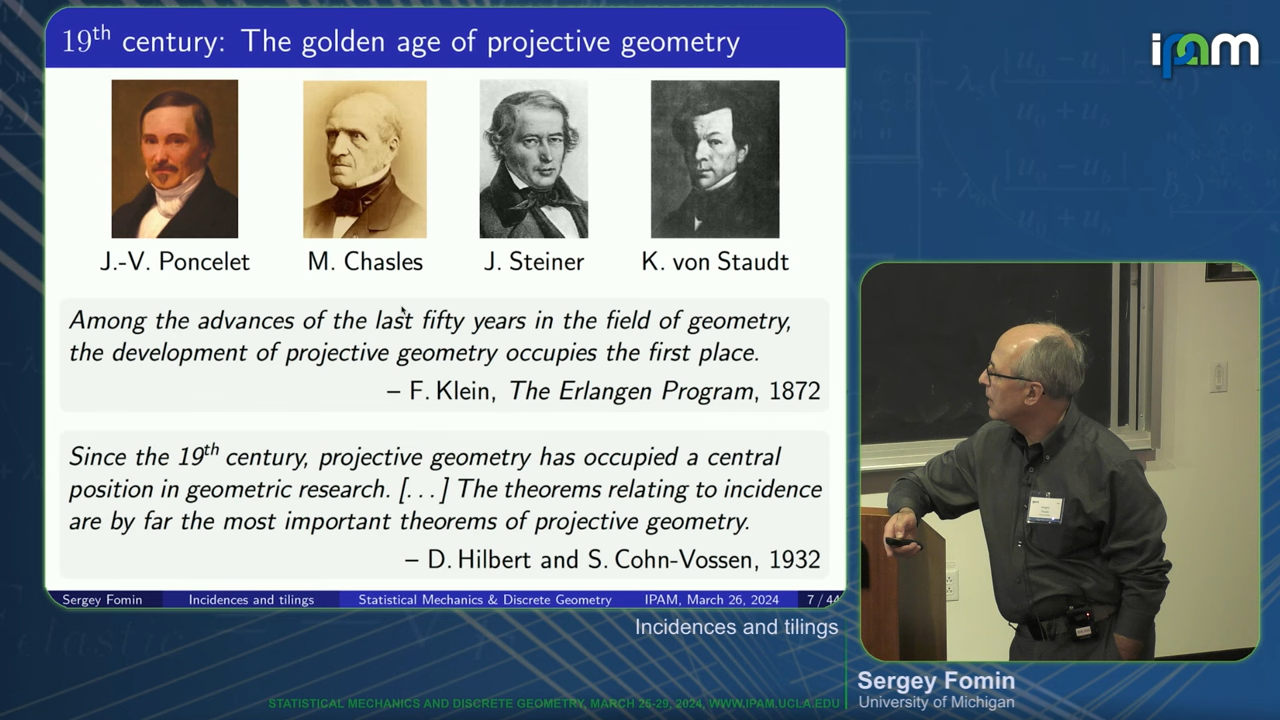 19th century: The golden age of projective geometry
ipam
J.-V. Poncelet
M. Chasles
J. Steiner
K. von Staudt
Among the advances of the last fifty years in the field of geometry,
the development of projective geometry occupies the first place.
– F. Klein, The Erlangen Program, 1872
Since the 19th century, projective geometry has occupied a central
position in geometric research. [. . .] The theorems relating to incidence
are by far the most important theorems of projective geometry.
– D. Hilbert and S. Cohn-Vossen, 1932
Sergey Fomin
Incidences and tilings
Statistical Mechanics & Discrete Geometry
IPAM, March 26, 2024
7 / 44
Incidences and tilings
Sergey Fomin
University of Michigan
STATISTICAL MECHANICS AND DISCRETE GEOMETRY, MARCH 25-29, 2024, WWW.IPAM.UCLA.EDU